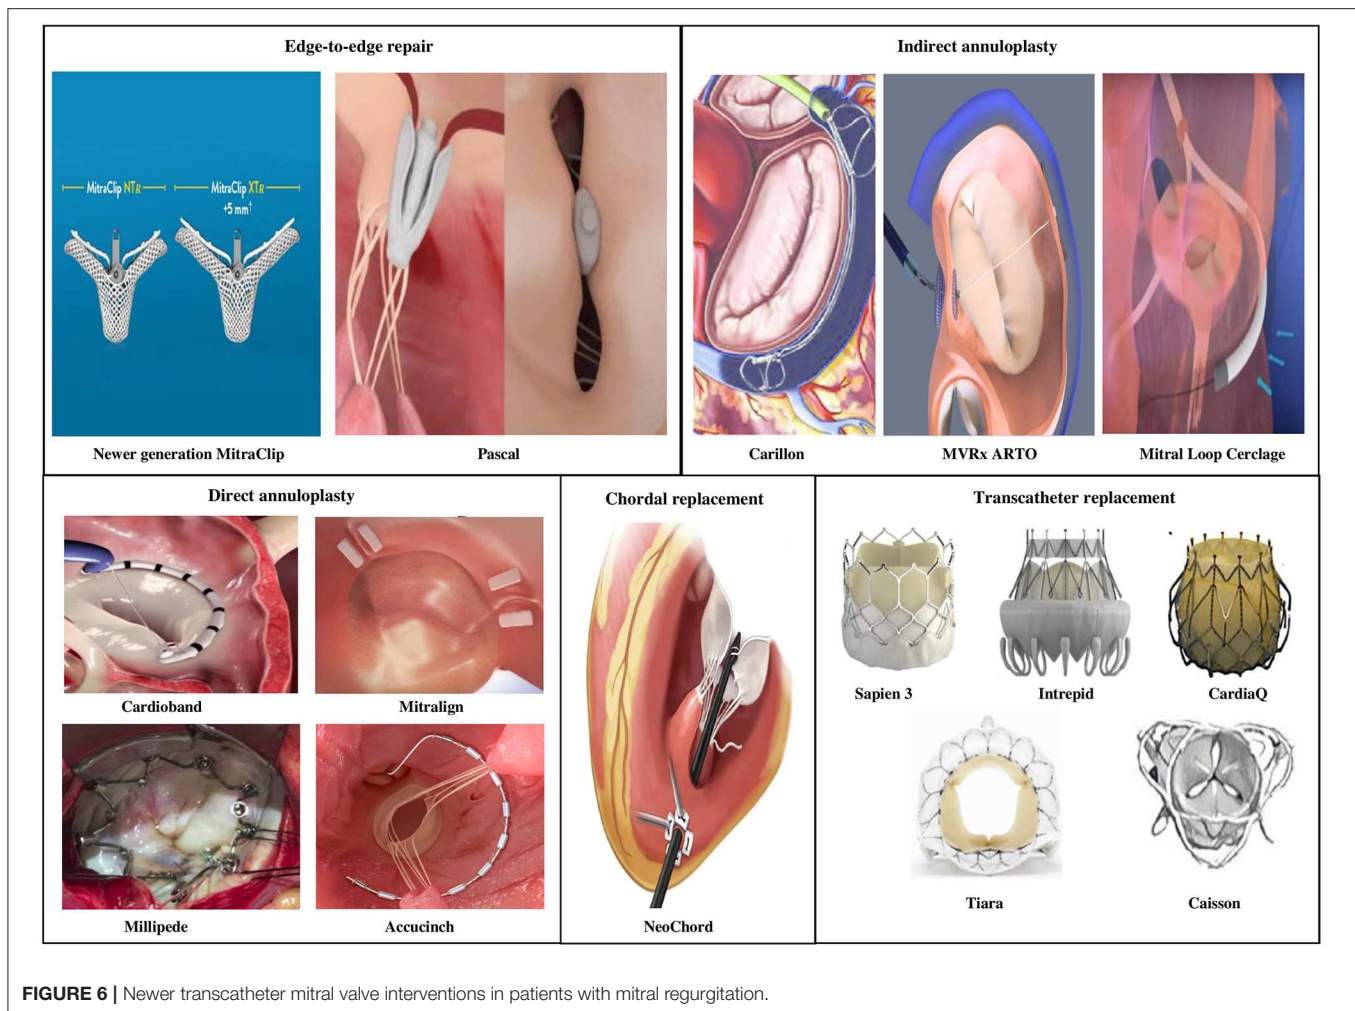 Edge-to-edge repair
Indirect annuloplasty
MitraClip NTR
MitraClip XTR
+5 mm†
Newer generation MitraClip
Pascal
Carillon
MVRx ARTO
Mitral Loop Cerclage
Direct annuloplasty
Chordal replacement
Transcatheter replacement
Cardioband
Mitralign
Sapien 3
Intrepid
CardiaQ
Millipede
Accucinch
NeoChord
Tiara
Caisson
FIGURE 6 | Newer transcatheter mitral valve interventions in patients with mitral regurgitation.